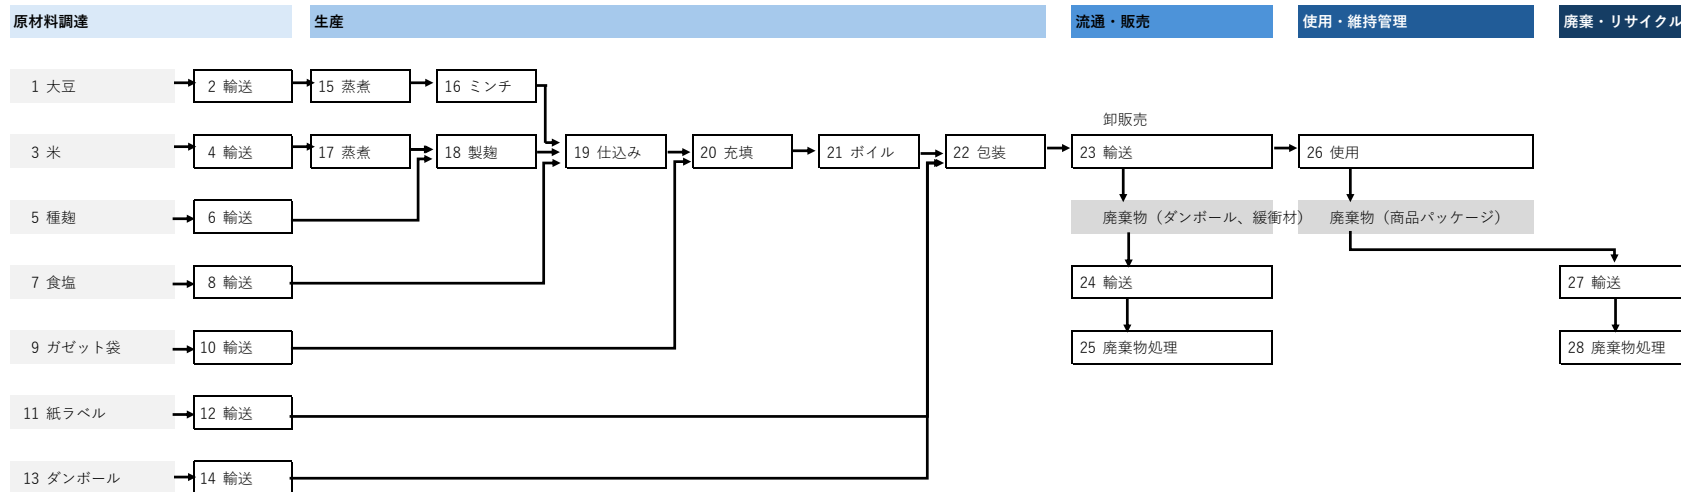 原材料調達
生産
流通・販売
使用・維持管理
廃棄・リサイクル
1 大豆
2 輸送
15 蒸煮
16 ミンチ
卸販売
3 米
4 輸送
17 蒸煮
18 製麹
19 仕込み
20 充填
21 ボイル
22 包装
23 輸送
26 使用
5 種麹
6 輸送
廃棄物（ダンボール、緩衝材）
廃棄物（商品パッケージ）
7 食塩
8 輸送
24 輸送
27 輸送
9 ガゼット袋
10 輸送
25 廃棄物処理
28 廃棄物処理
11 紙ラベル
12 輸送
13 ダンボール
14 輸送